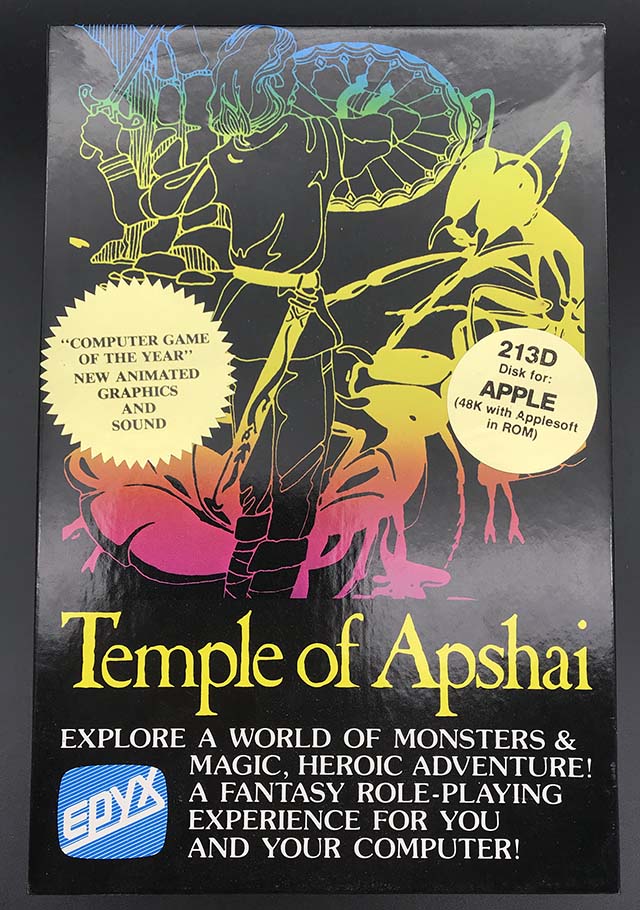 "COMPUTER GAME
OF THE YEAR"
NEW ANIMATED
GRAPHICS
AND
SOUND
213D
Disk for:
APPLE
(48K with Applesoft
in ROM)
Temple of Apshai
EXPLORE A WORLD OF MONSTERS &
MAGIC, HEROIC ADVENTURE!
A FANTASY ROLE-PLAYING
EXPERIENCE FOR YOU
AND YOUR COMPUTER!
EPYX